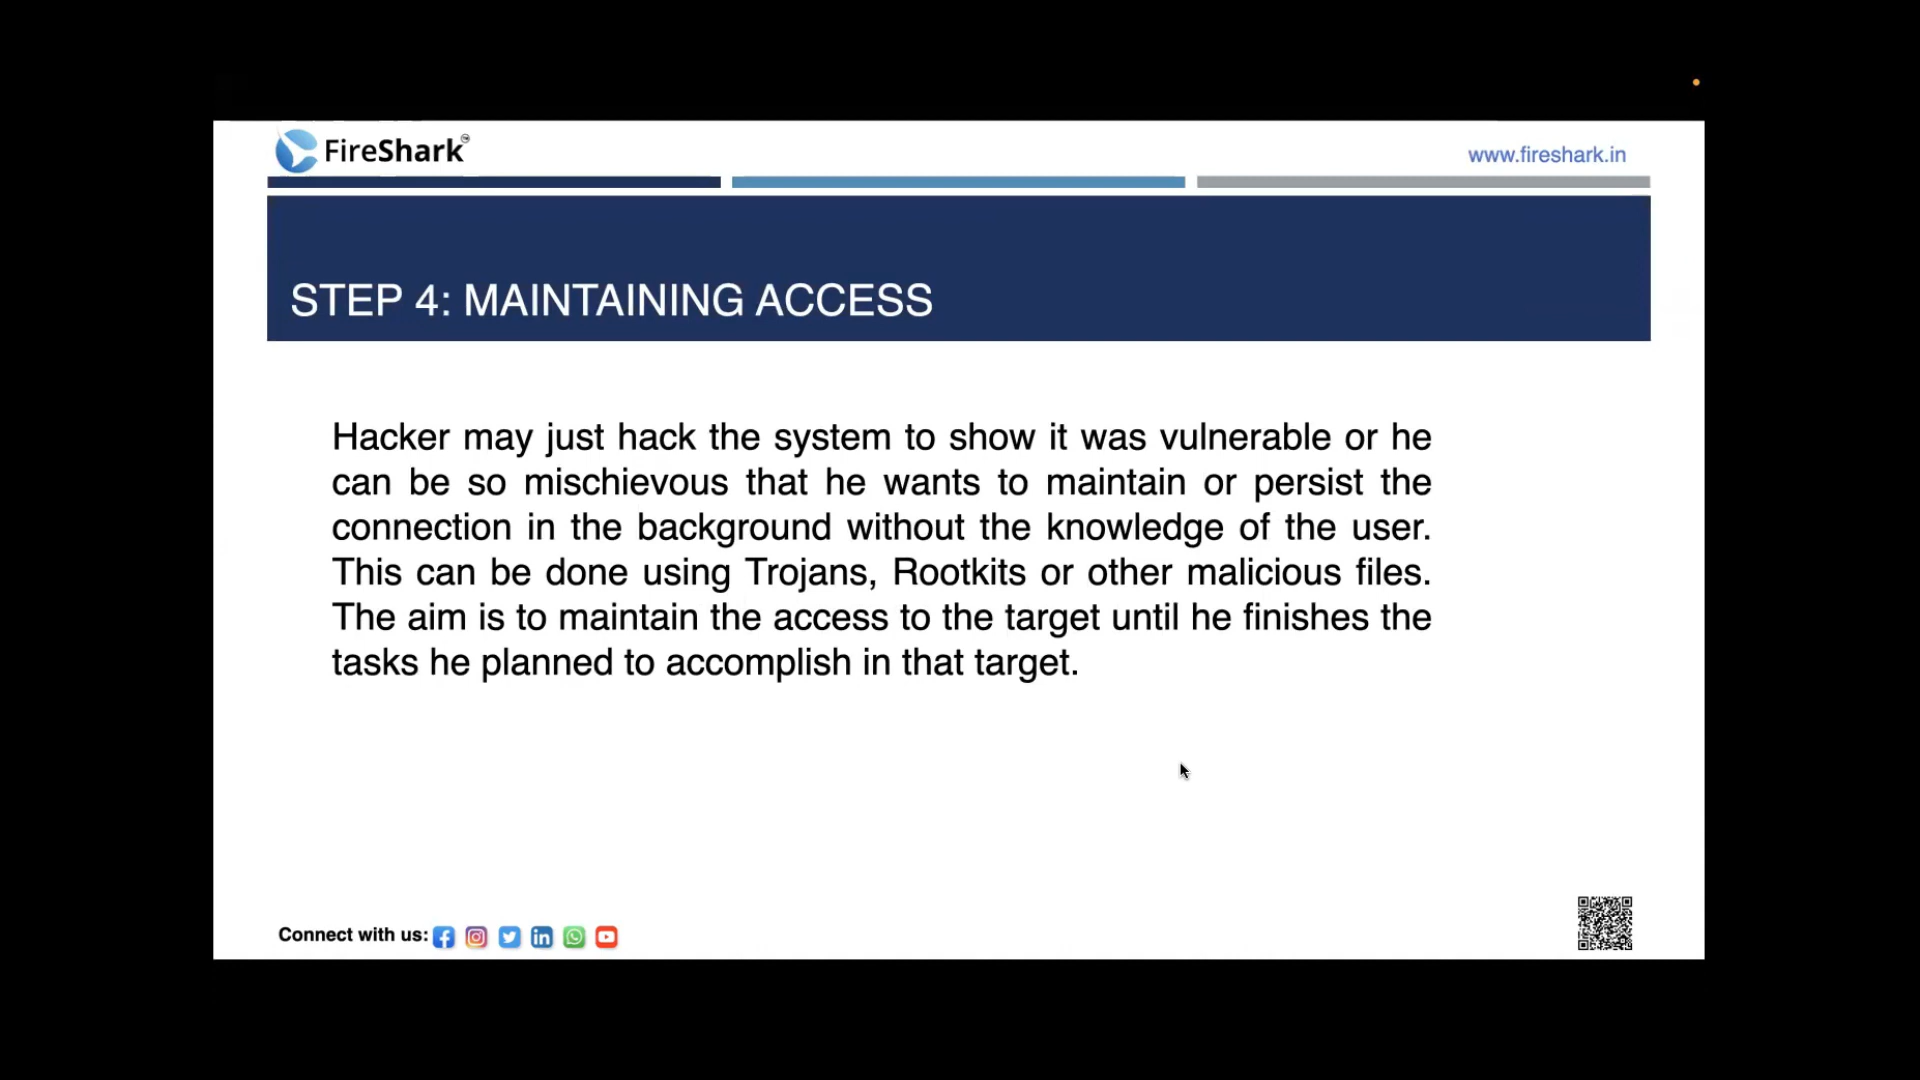 FireShark
www.fireshark.in
STEP 4: MAINTAINING ACCESS
Hacker may just hack the system to show it was vulnerable or he
can be so mischievous that he wants to maintain or persist the
connection in the background without the knowledge of the user.
This can be done using Trojans, Rootkits or other malicious files.
The aim is to maintain the access to the target until he finishes the
tasks he planned to accomplish in that target.
Connect with us: